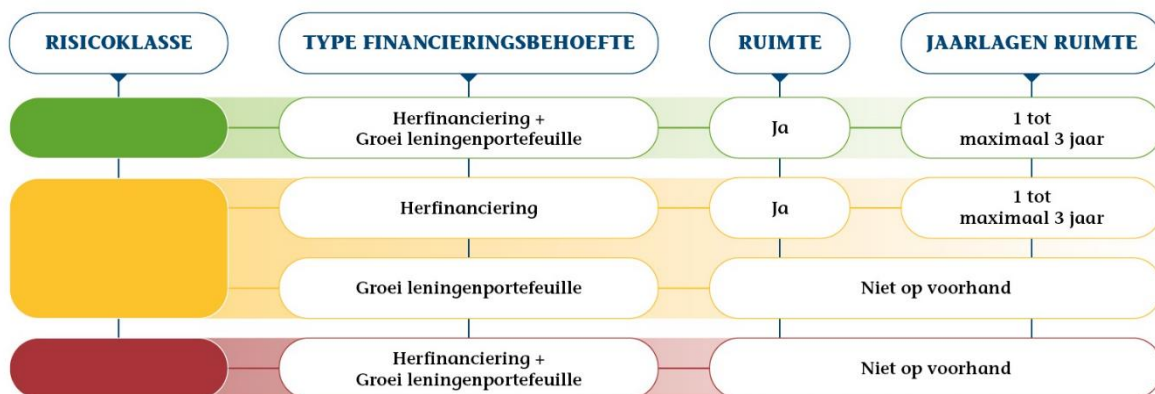 RISICOKLASSE
TYPE FINANCIERINGSBEHOEFTE
RUIMTE
JAARLAGEN RUIMTE
Herfinanciering +
Groei leningenportefeuille
Ja
1 tot
maximaal 3 jaar
Herfinanciering
Ja
1 tot
maximaal 3 jaar
Groei leningenportefeuille
Niet op voorhand
Herfinanciering +
Groei leningenportefeuille
Niet op voorhand